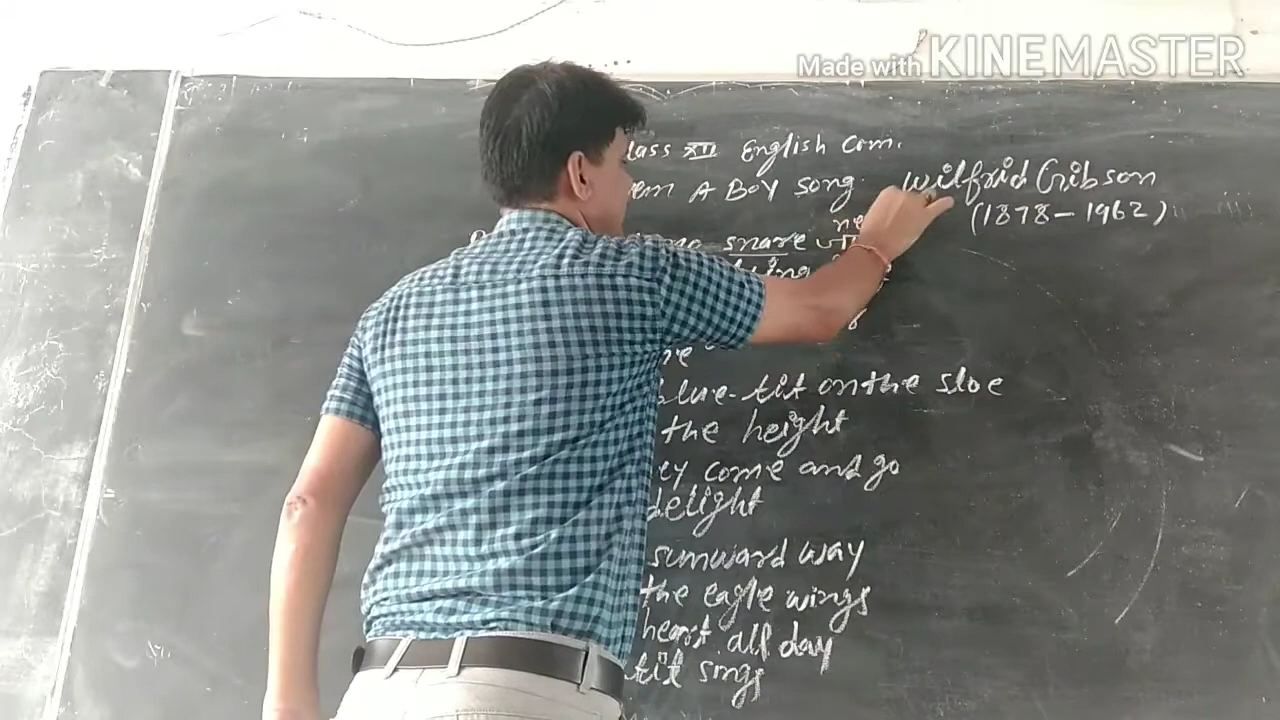 Made with KINEMASTER
lass XII English Com.
em A BOY song. Wilfrid Gibson
(1878-1962)
snare
blue-tit on the sloe
the height
ey come and go
delight
sunward way
the eagle wings
heart all day
tit sings